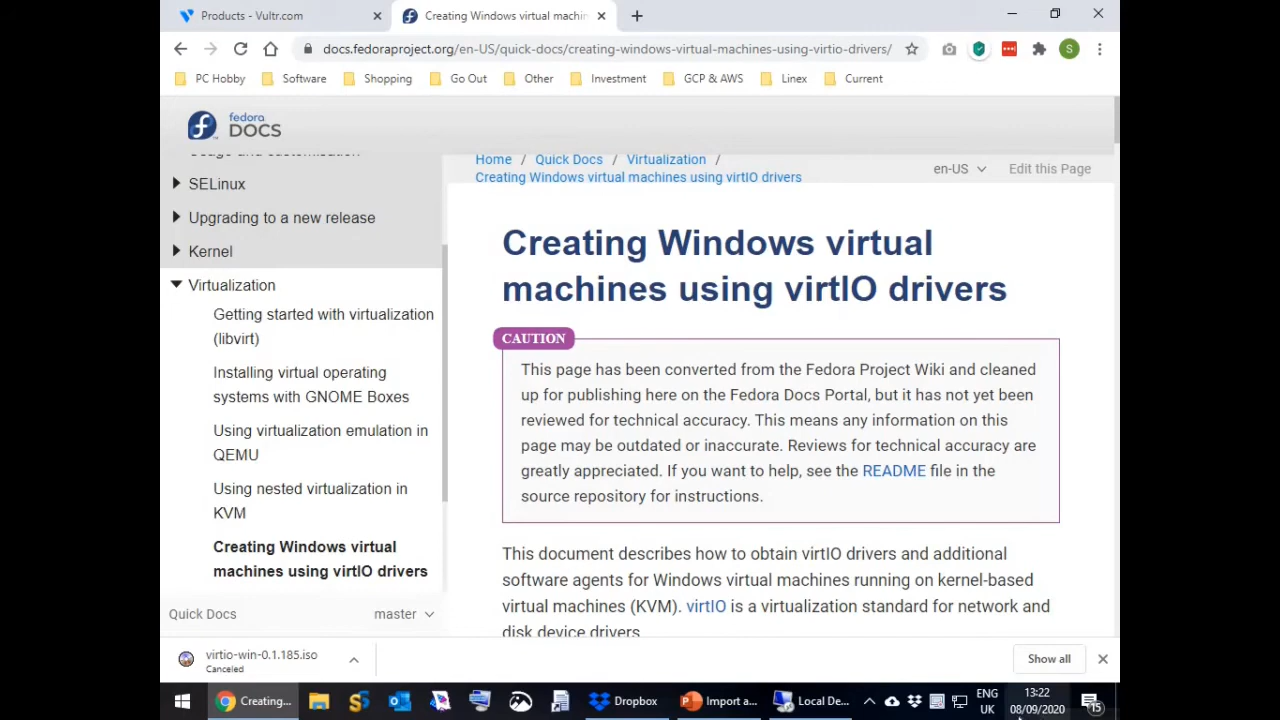 Products - Vultr.com
Creating Windows virtual machin
docs.fedoraproject.org/en-US/quick-docs/creating-windows-virtual-machines-using-virtio-drivers/
S
PC Hobby
Software
Shopping
Go Out
Other
Investment
GCP & AWS
Linex
Current
fedora
DOCS
Usage and customisation
SELinux
Upgrading to a new release
Kernel
Virtualization
Getting started with virtualization
(libvirt)
Installing virtual operating
systems with GNOME Boxes
Using virtualization emulation in
QEMU
Using nested virtualization in
KVM
Creating Windows virtual
machines using virtIO drivers
Quick Docs
master
Home / Quick Docs / Virtualization /
Creating Windows virtual machines using virtIO drivers
en-US
Edit this Page
Creating Windows virtual
machines using virtIO drivers
CAUTION
This page has been converted from the Fedora Project Wiki and cleaned
up for publishing here on the Fedora Docs Portal, but it has not yet been
reviewed for technical accuracy. This means any information on this
page may be outdated or inaccurate. Reviews for technical accuracy are
greatly appreciated. If you want to help, see the README file in the
source repository for instructions.
This document describes how to obtain virtIO drivers and additional
software agents for Windows virtual machines running on kernel-based
virtual machines (KVM). virtIO is a virtualization standard for network and
disk device drivers.
virtio-win-0.1.185.iso
Canceled
Show all
Creating...
Dropbox
Import a...
Local De...
ENG
UK
13:22
08/09/2020
15